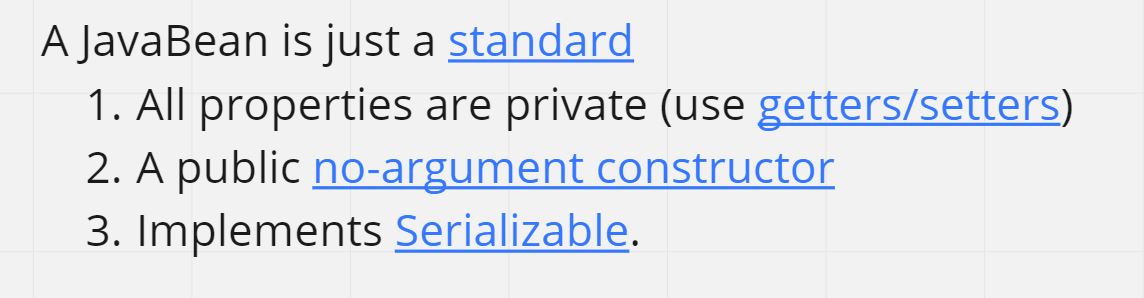 A JavaBean is just a standard
1. All properties are private (use getters/setters)
2. A public no-argument constructor
3. Implements Serializable.